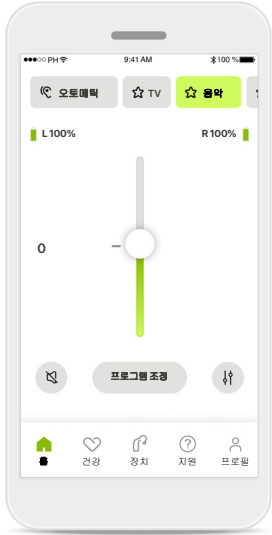 PH 9:41 AM 100 %
오토매틱 TV 음악
L 100% R 100%
0
프로그램 조정
홈 건강 장치 지원 프로필